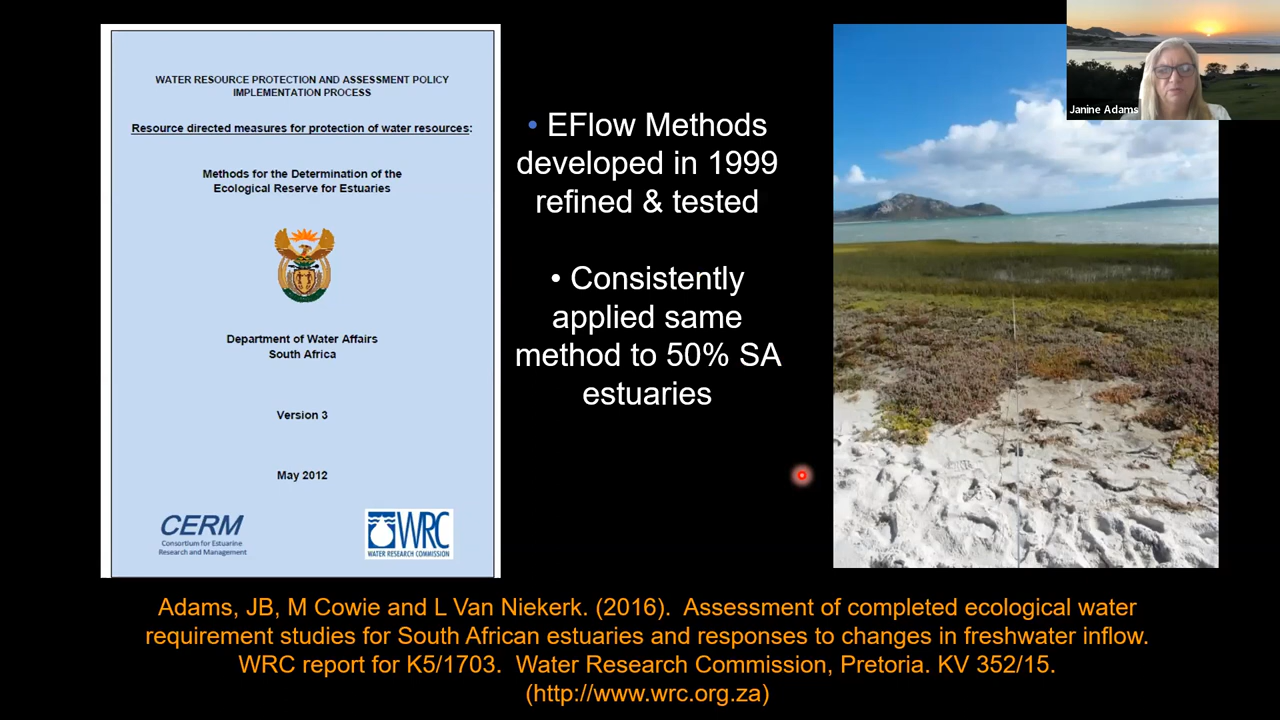 WATER RESOURCE PROTECTION AND ASSESSMENT POLICY
IMPLEMENTATION PROCESS
Resource directed measures for protection of water resources:
Methods for the Determination of the
Ecological Reserve for Estuaries
Department of Water Affairs
South Africa
Version 3
May 2012
CERM
Consortium for Estuarine
Research and Management
WRC
WATER RESEARCH COMMISSION
• EFlow Methods
developed in 1999
refined & tested
• Consistently
applied same
method to 50% SA
estuaries
Janine Adams
Adams, JB, M Cowie and L Van Niekerk. (2016). Assessment of completed ecological water
requirement studies for South African estuaries and responses to changes in freshwater inflow.
WRC report for K5/1703. Water Research Commission, Pretoria. KV 352/15.
(http://www.wrc.org.za)